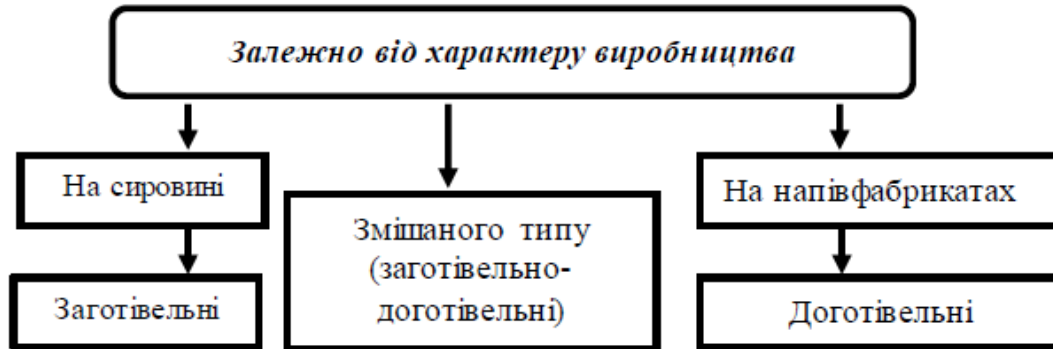 Залежно від характеру виробництва
На сировині
Змішаного типу
(заготівельно-
доготівельні)
На напівфабрикатах
Заготівельні
Доготівельні